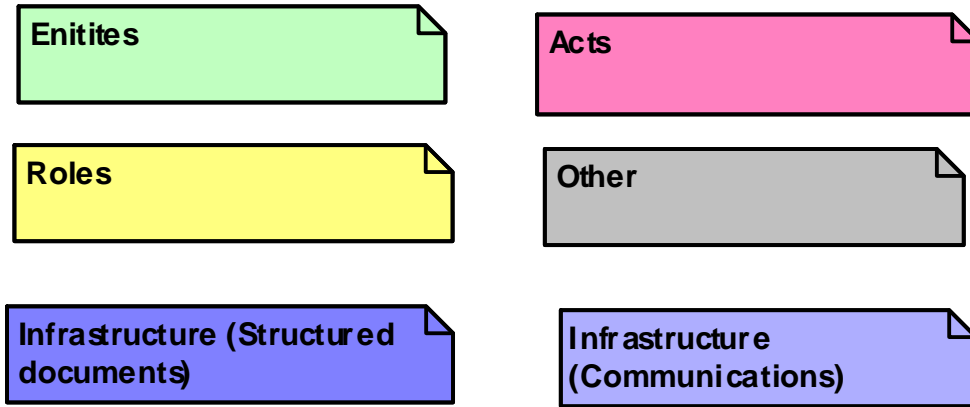 Enitites
Acts
Roles
Other
Infrastructure (Structured
documents)
Infrastructure
(Communications)